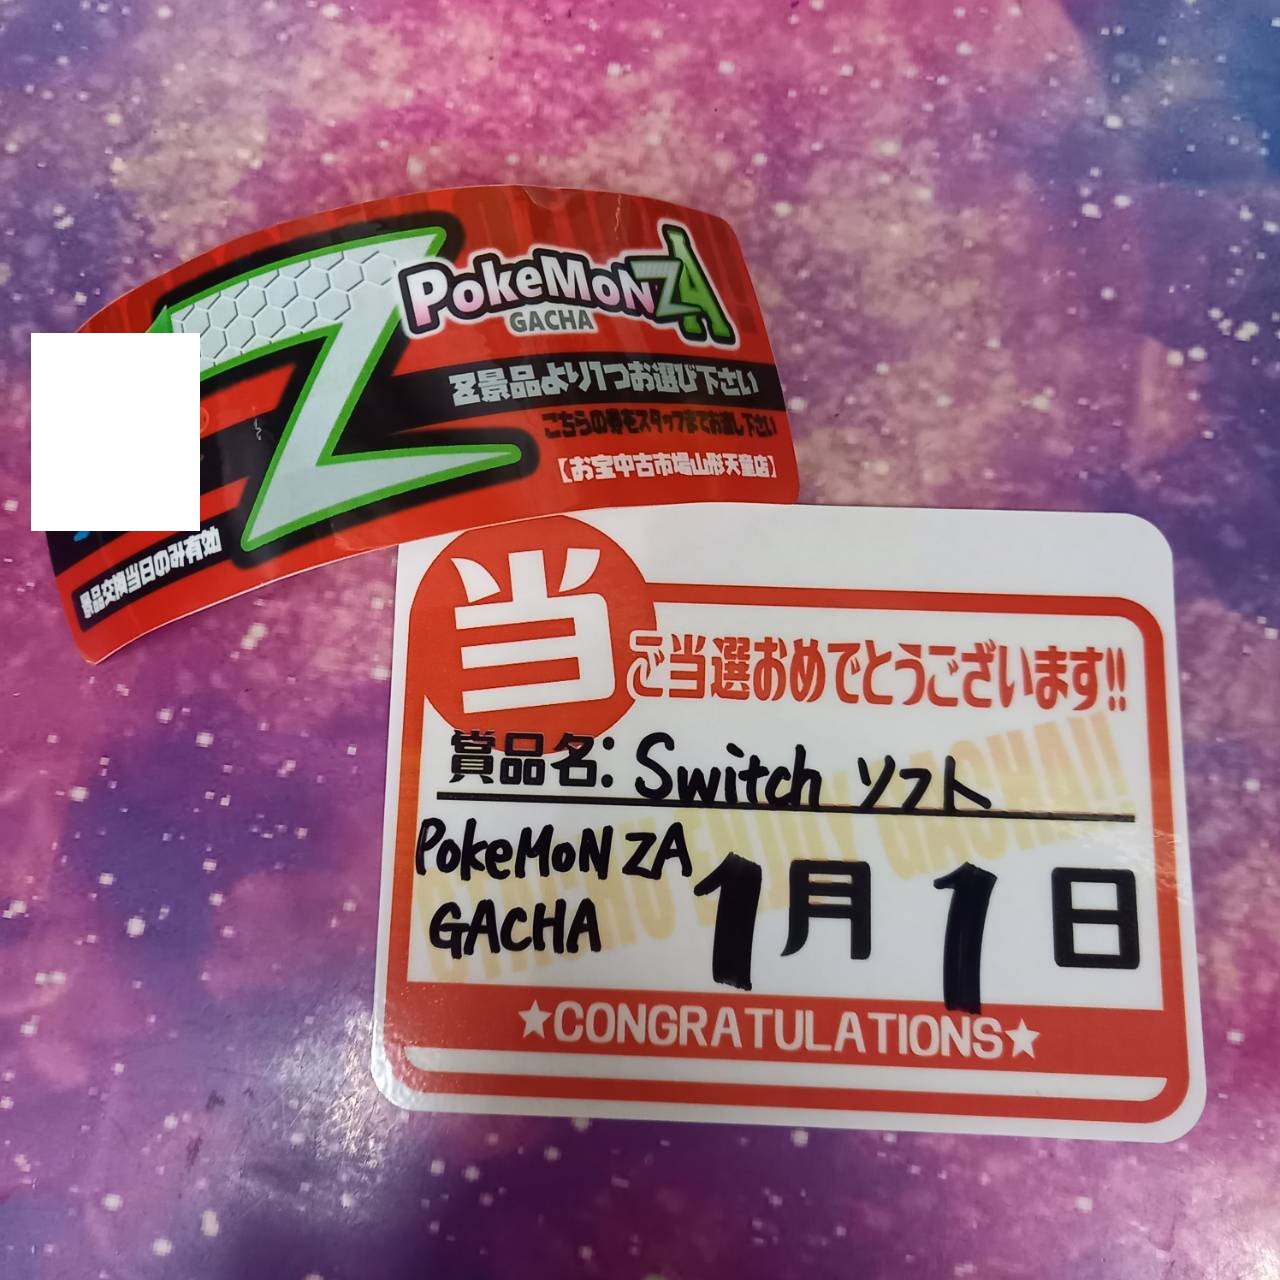 PokeMoN ZA
GACHA
Z景品より1つお選び下さい
こちらの券をスタッフまでお渡し下さい
【お宝中古市場山形天童店】
景品交換当日のみ有効
当
ご当選おめでとうございます!!
賞品名: Switch ソフト
PokeMoN ZA
GACHA
1月1日
ENJOY GACHA!!
★CONGRATULATIONS★